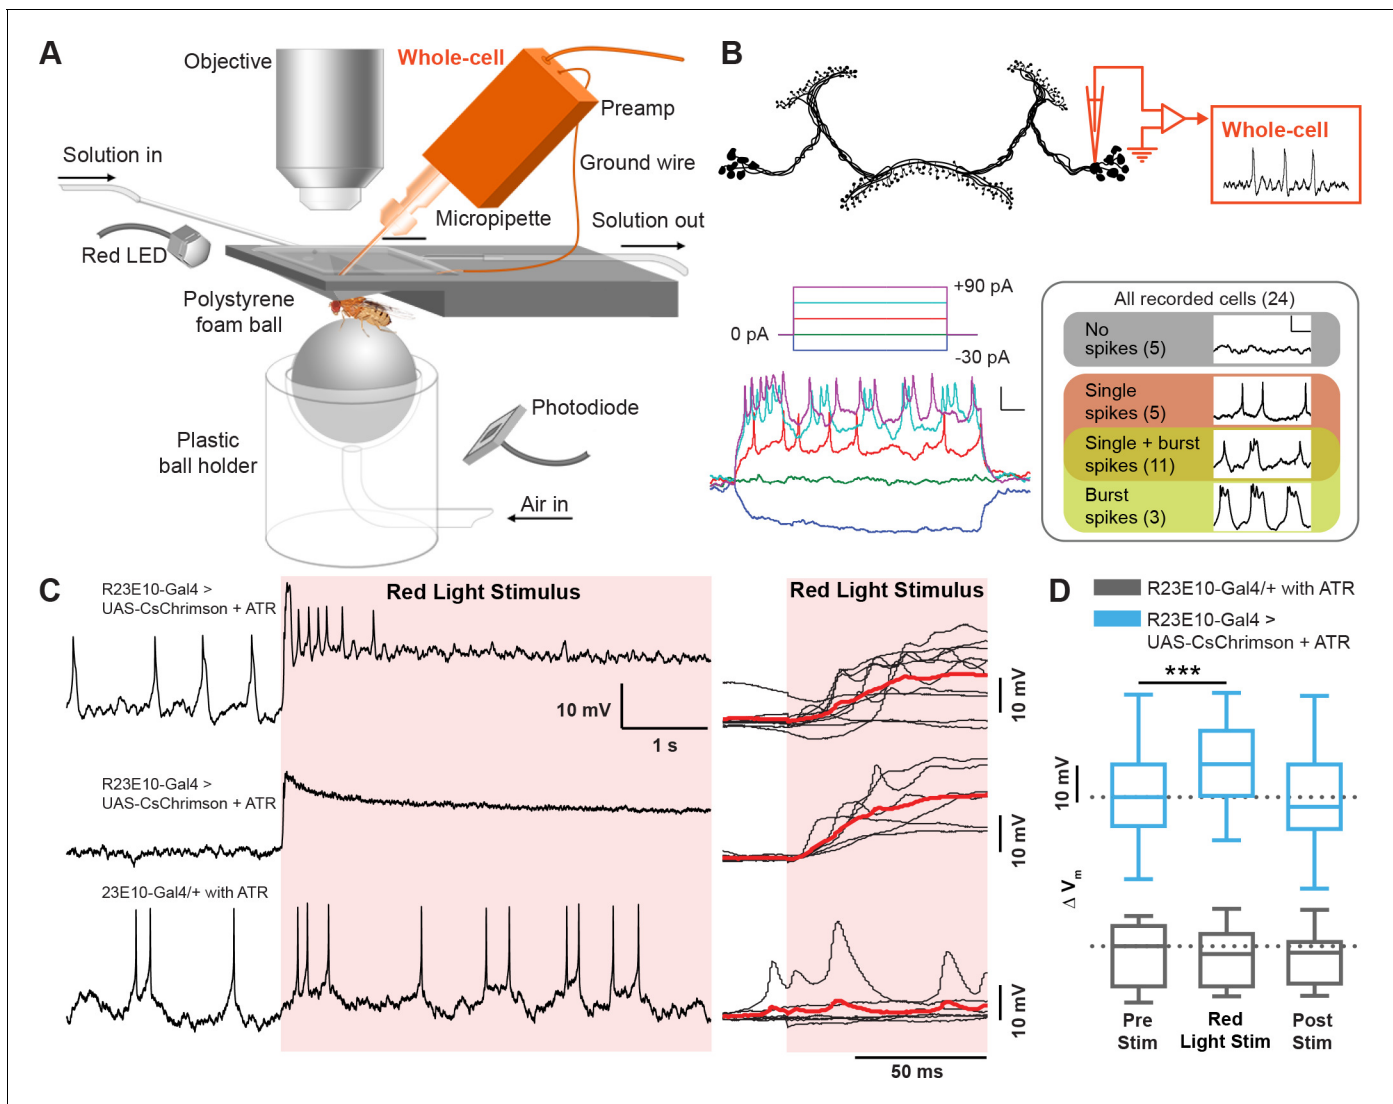 A
Objective
Whole-cell
Preamp
Solution in
Ground wire
Micropipette
Solution out
Red LED
Polystyrene
foam ball
Photodiode
Plastic
ball holder
Air in
B
Whole-cell
+90 pA
0 pA
-30 pA
All recorded cells (24)
No
spikes (5)
Single
spikes (5)
Single + burst
spikes (11)
Burst
spikes (3)
C
R23E10-Gal4 >
UAS-CsChrimson + ATR
Red Light Stimulus
Red Light Stimulus
10 mV
1 s
10 mV
R23E10-Gal4 >
UAS-CsChrimson + ATR
10 mV
23E10-Gal4/+ with ATR
10 mV
50 ms
D
R23E10-Gal4/+ with ATR
R23E10-Gal4 >
UAS-CsChrimson + ATR
***
10 mV
Δ Vm
Pre
Stim
Red
Light Stim
Post
Stim